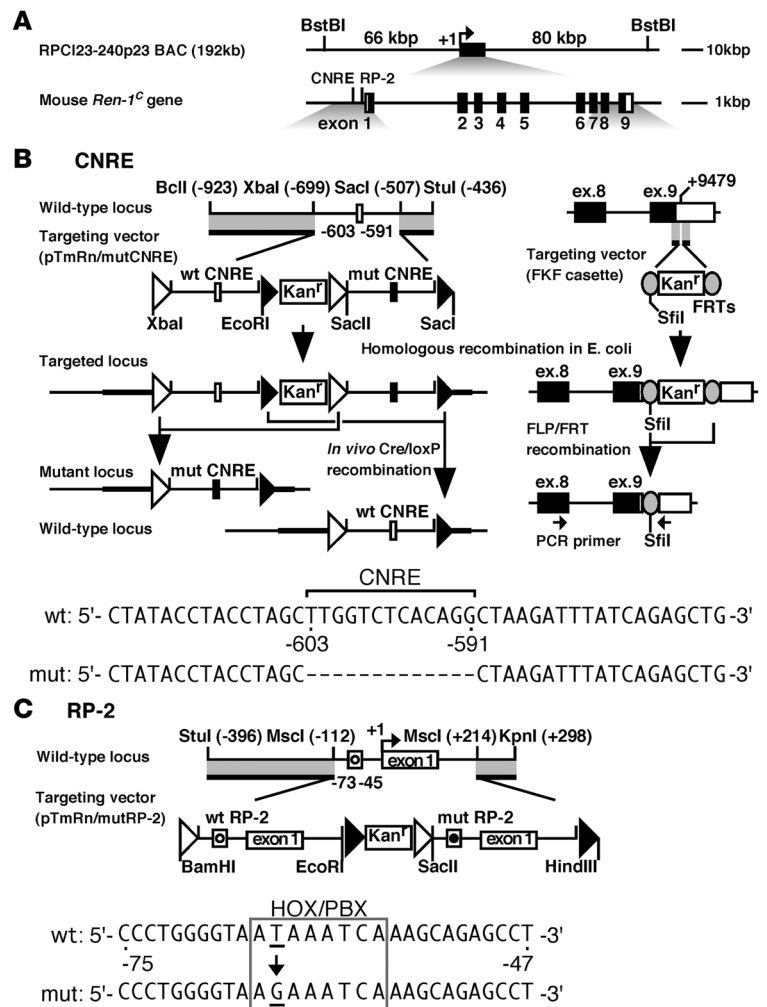 A
BstBI BstBI
RPCI23-240p23 BAC (192kb) 66 kbp +1 80 kbp 10kbp
CNRE RP-2
Mouse Ren-1C gene 1kbp
exon 1 2 3 4 5 6 7 8 9
B CNRE
BclI (-923) XbaI (-699) SacI (-507) StuI (-436)
Wild-type locus
-603 -591
Targeting vector
(pTmRn/mutCNRE)
wt CNRE mut CNRE
Kanr
XbaI EcoRI SacII SacI
ex.8 ex.9 +9479
Targeting vector
(FKF casette)
Kanr
FRTs
SfiI
Homologous recombination in E. coli
Targeted locus
Kanr
In vivo Cre/loxP
recombination
Mutant locus
mut CNRE
Wild-type locus
wt CNRE
ex.8 ex.9
Kanr
SfiI
FLP/FRT
recombination
ex.8 ex.9
PCR primer
SfiI
CNRE
wt: 5'- CTATACCTACCTAGCTTGGTCTCACAGGCTAAGATTTATCAGAGCTG -3'
-603 -591
mut: 5'- CTATACCTACCTAGC-------------CTAAGATTTATCAGAGCTG -3'
C RP-2
StuI (-396) MscI (-112) +1 MscI (+214) KpnI (+298)
Wild-type locus
exon1
-73 -45
Targeting vector
(pTmRn/mutRP-2)
wt RP-2 mut RP-2
exon1 Kanr exon1
BamHI EcoRI SacII HindIII
HOX/PBX
wt: 5'- CCCTGGGGTAATAAATCAAAGCAGAGCCT -3'
-75 -47
mut: 5'- CCCTGGGGTAAGAAATCAAAGCAGAGCCT -3'